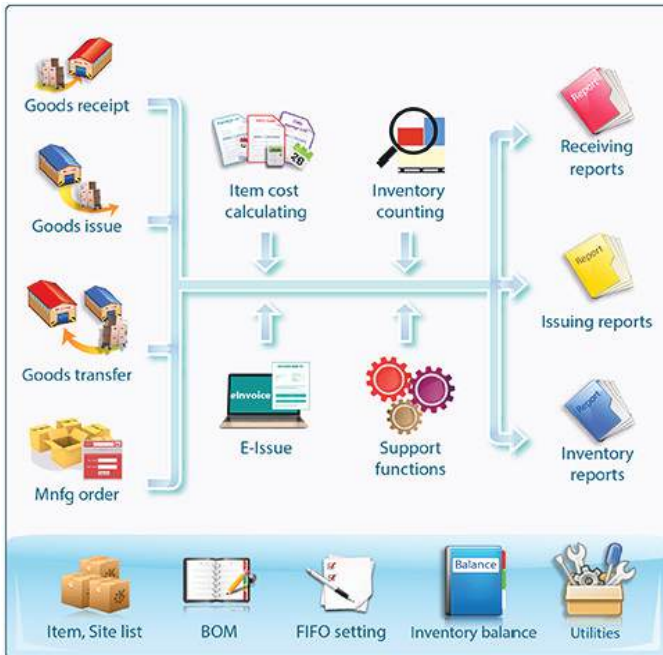 Goods receipt
Goods issue
Goods transfer
Mnfg order
Item cost
calculating
Inventory
counting
eInvoice
E-Issue
Support
functions
Report
Receiving
reports
Report
Issuing reports
Report
Inventory
reports
Item, Site list
BOM
FIFO setting
Balance
Inventory balance
Utilities